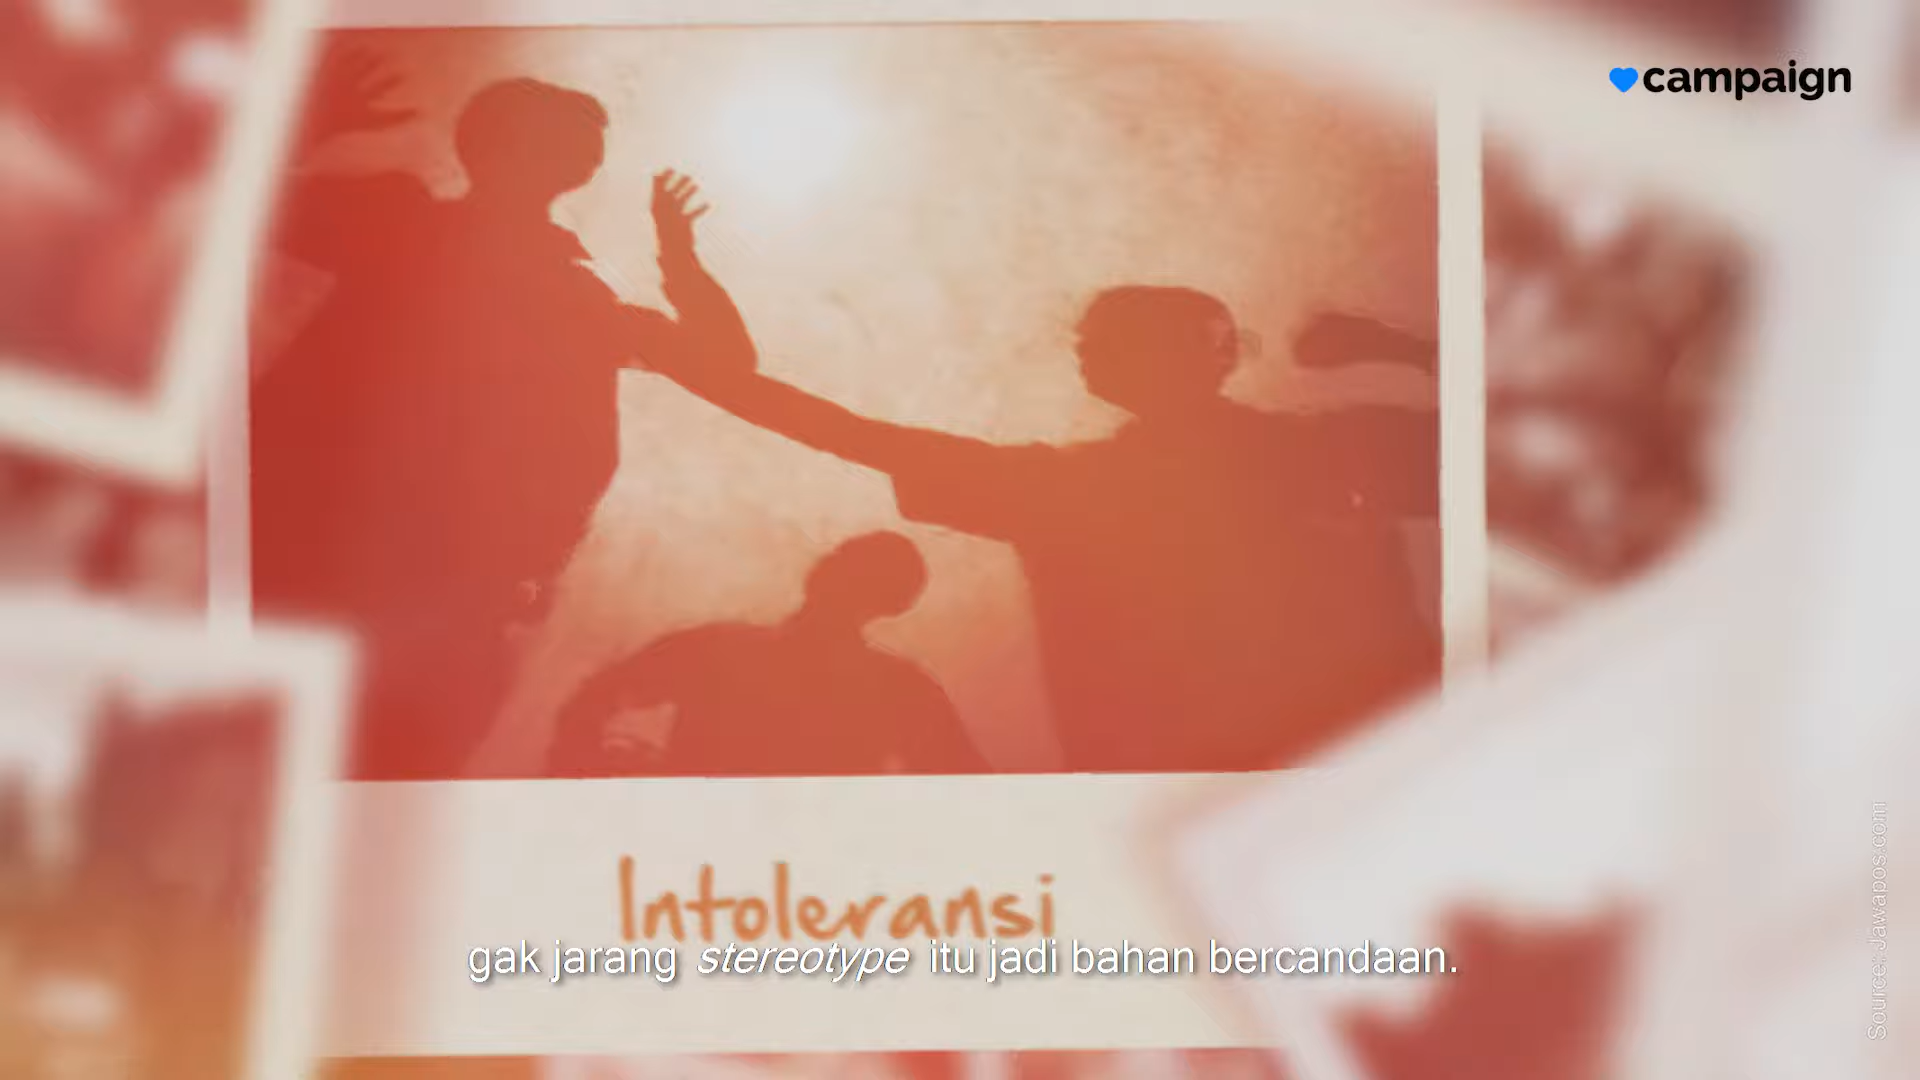 campaign
Intoleransi
gak jarang stereotype itu jadi bahan bercandaan.
Source: Jawapos.com